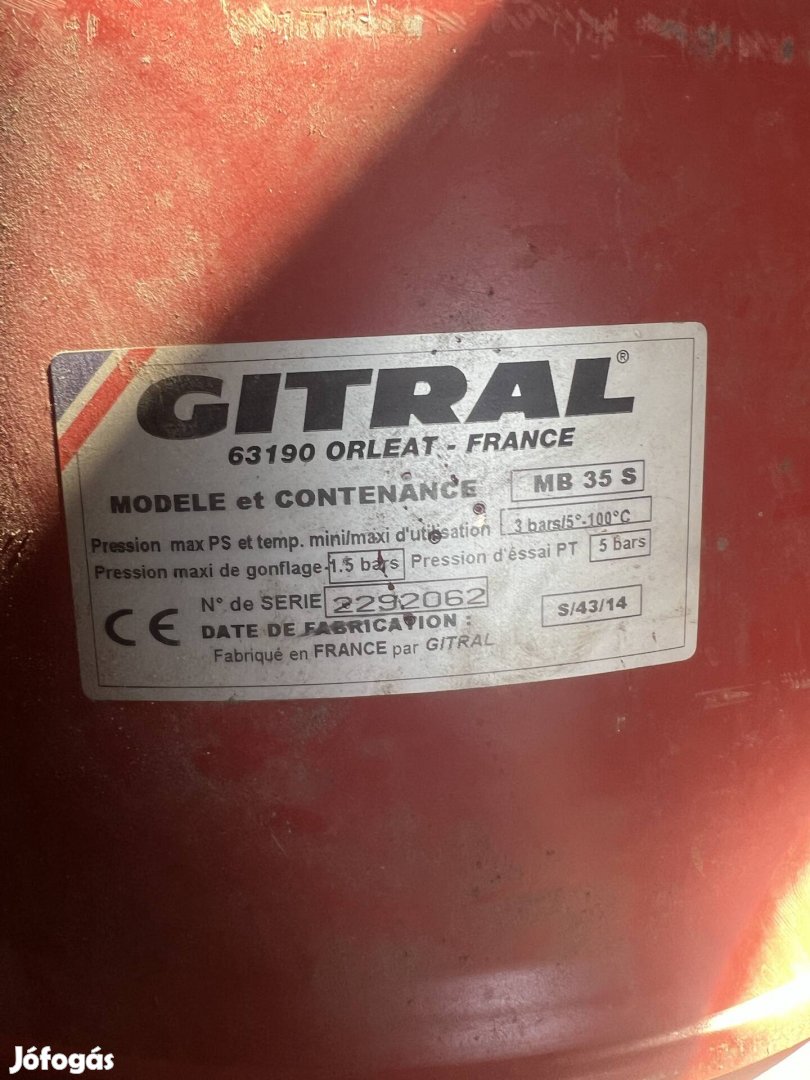 GITRAL®
63190 ORLEAT - FRANCE
MODELE et CONTENANCE MB 35 S
Pression max PS et temp. mini/maxi d'utilisation 3 bars/5°-100°C
Pression maxi de gonflage 1.5 bars Pression d'éssai PT 5 bars
N° de SERIE 2292062 S/43/14
CE DATE DE FABRICATION :
Fabriqué en FRANCE par GITRAL
Jófogás